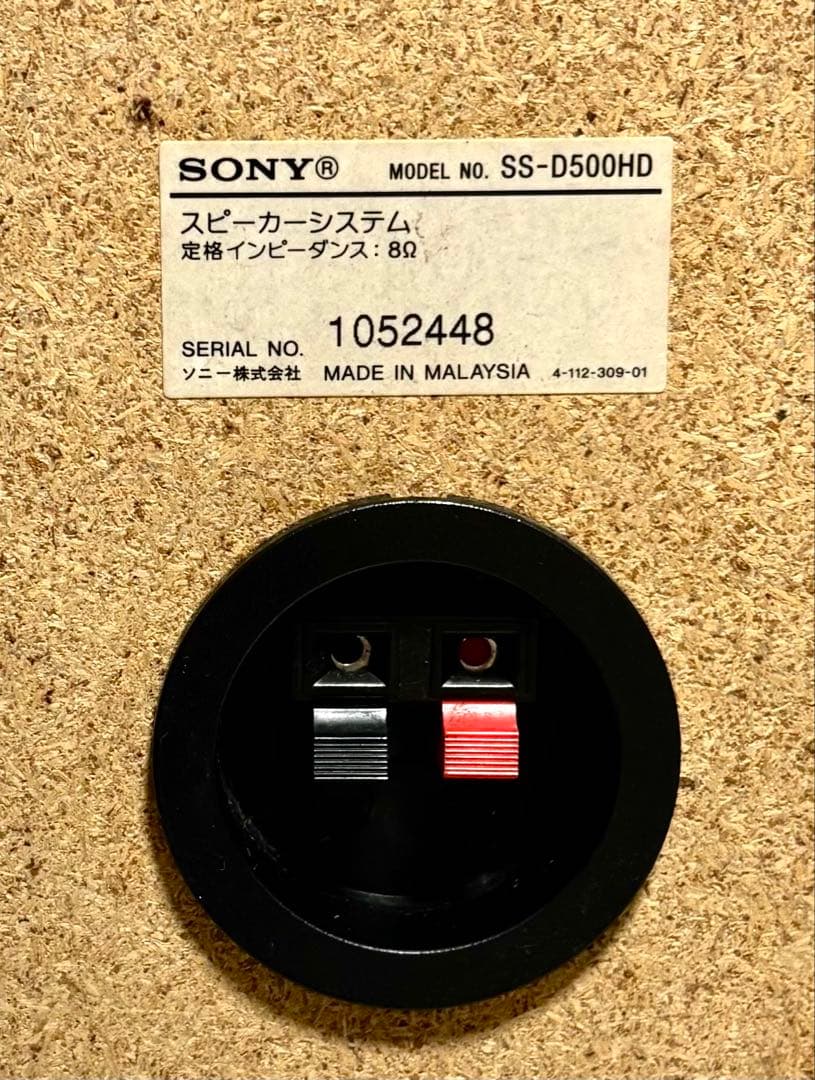 SONY® MODEL NO. SS-D500HD
スピーカーシステム
定格インピーダンス：8Ω
SERIAL NO. 1052448
ソニー株式会社 MADE IN MALAYSIA 4-112-309-01